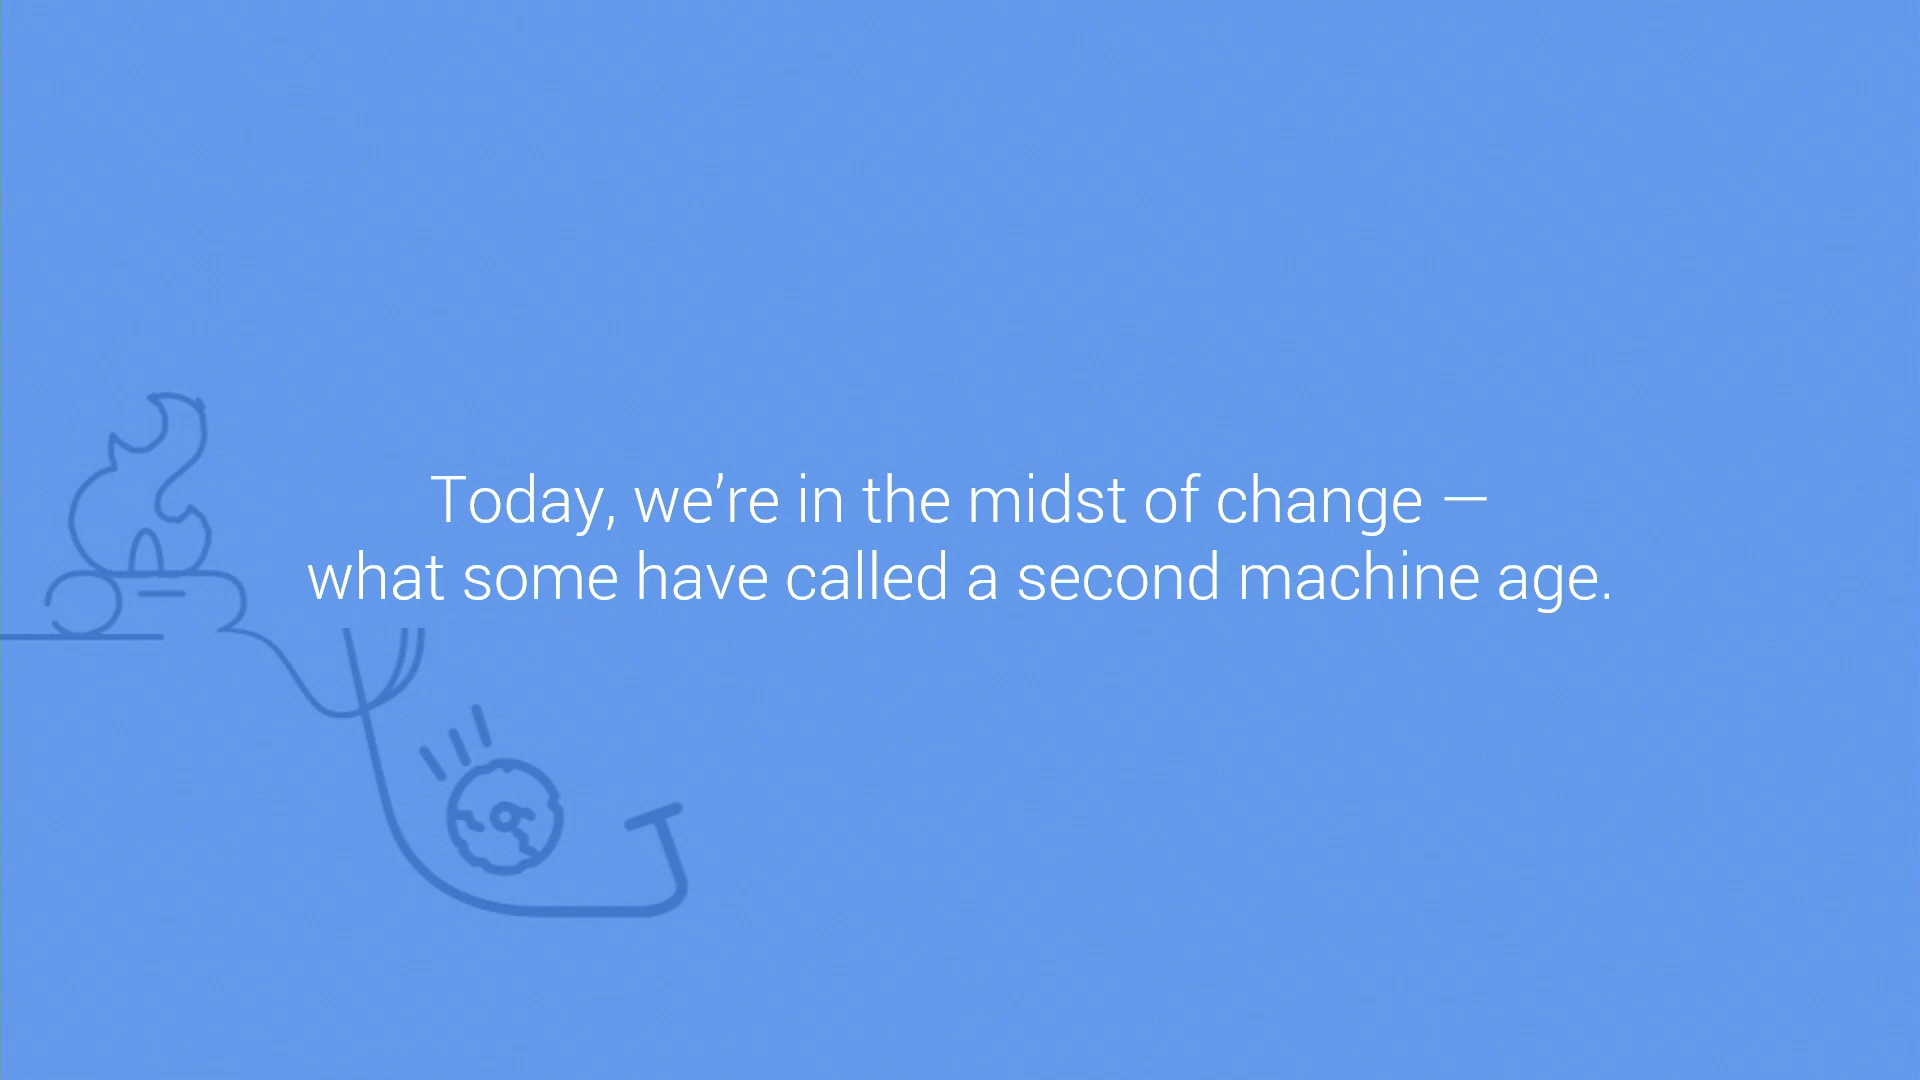 Today, we’re in the midst of change —
what some have called a second machine age.